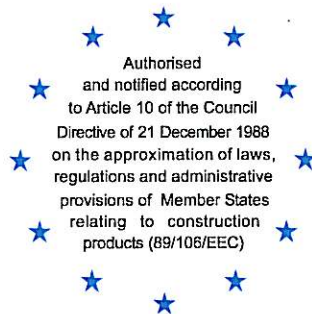 Authorised
and notified according
to Article 10 of the Council
Directive of 21 December 1988
on the approximation of laws,
regulations and administrative
provisions of Member States
relating to construction
products (89/106/EEC)